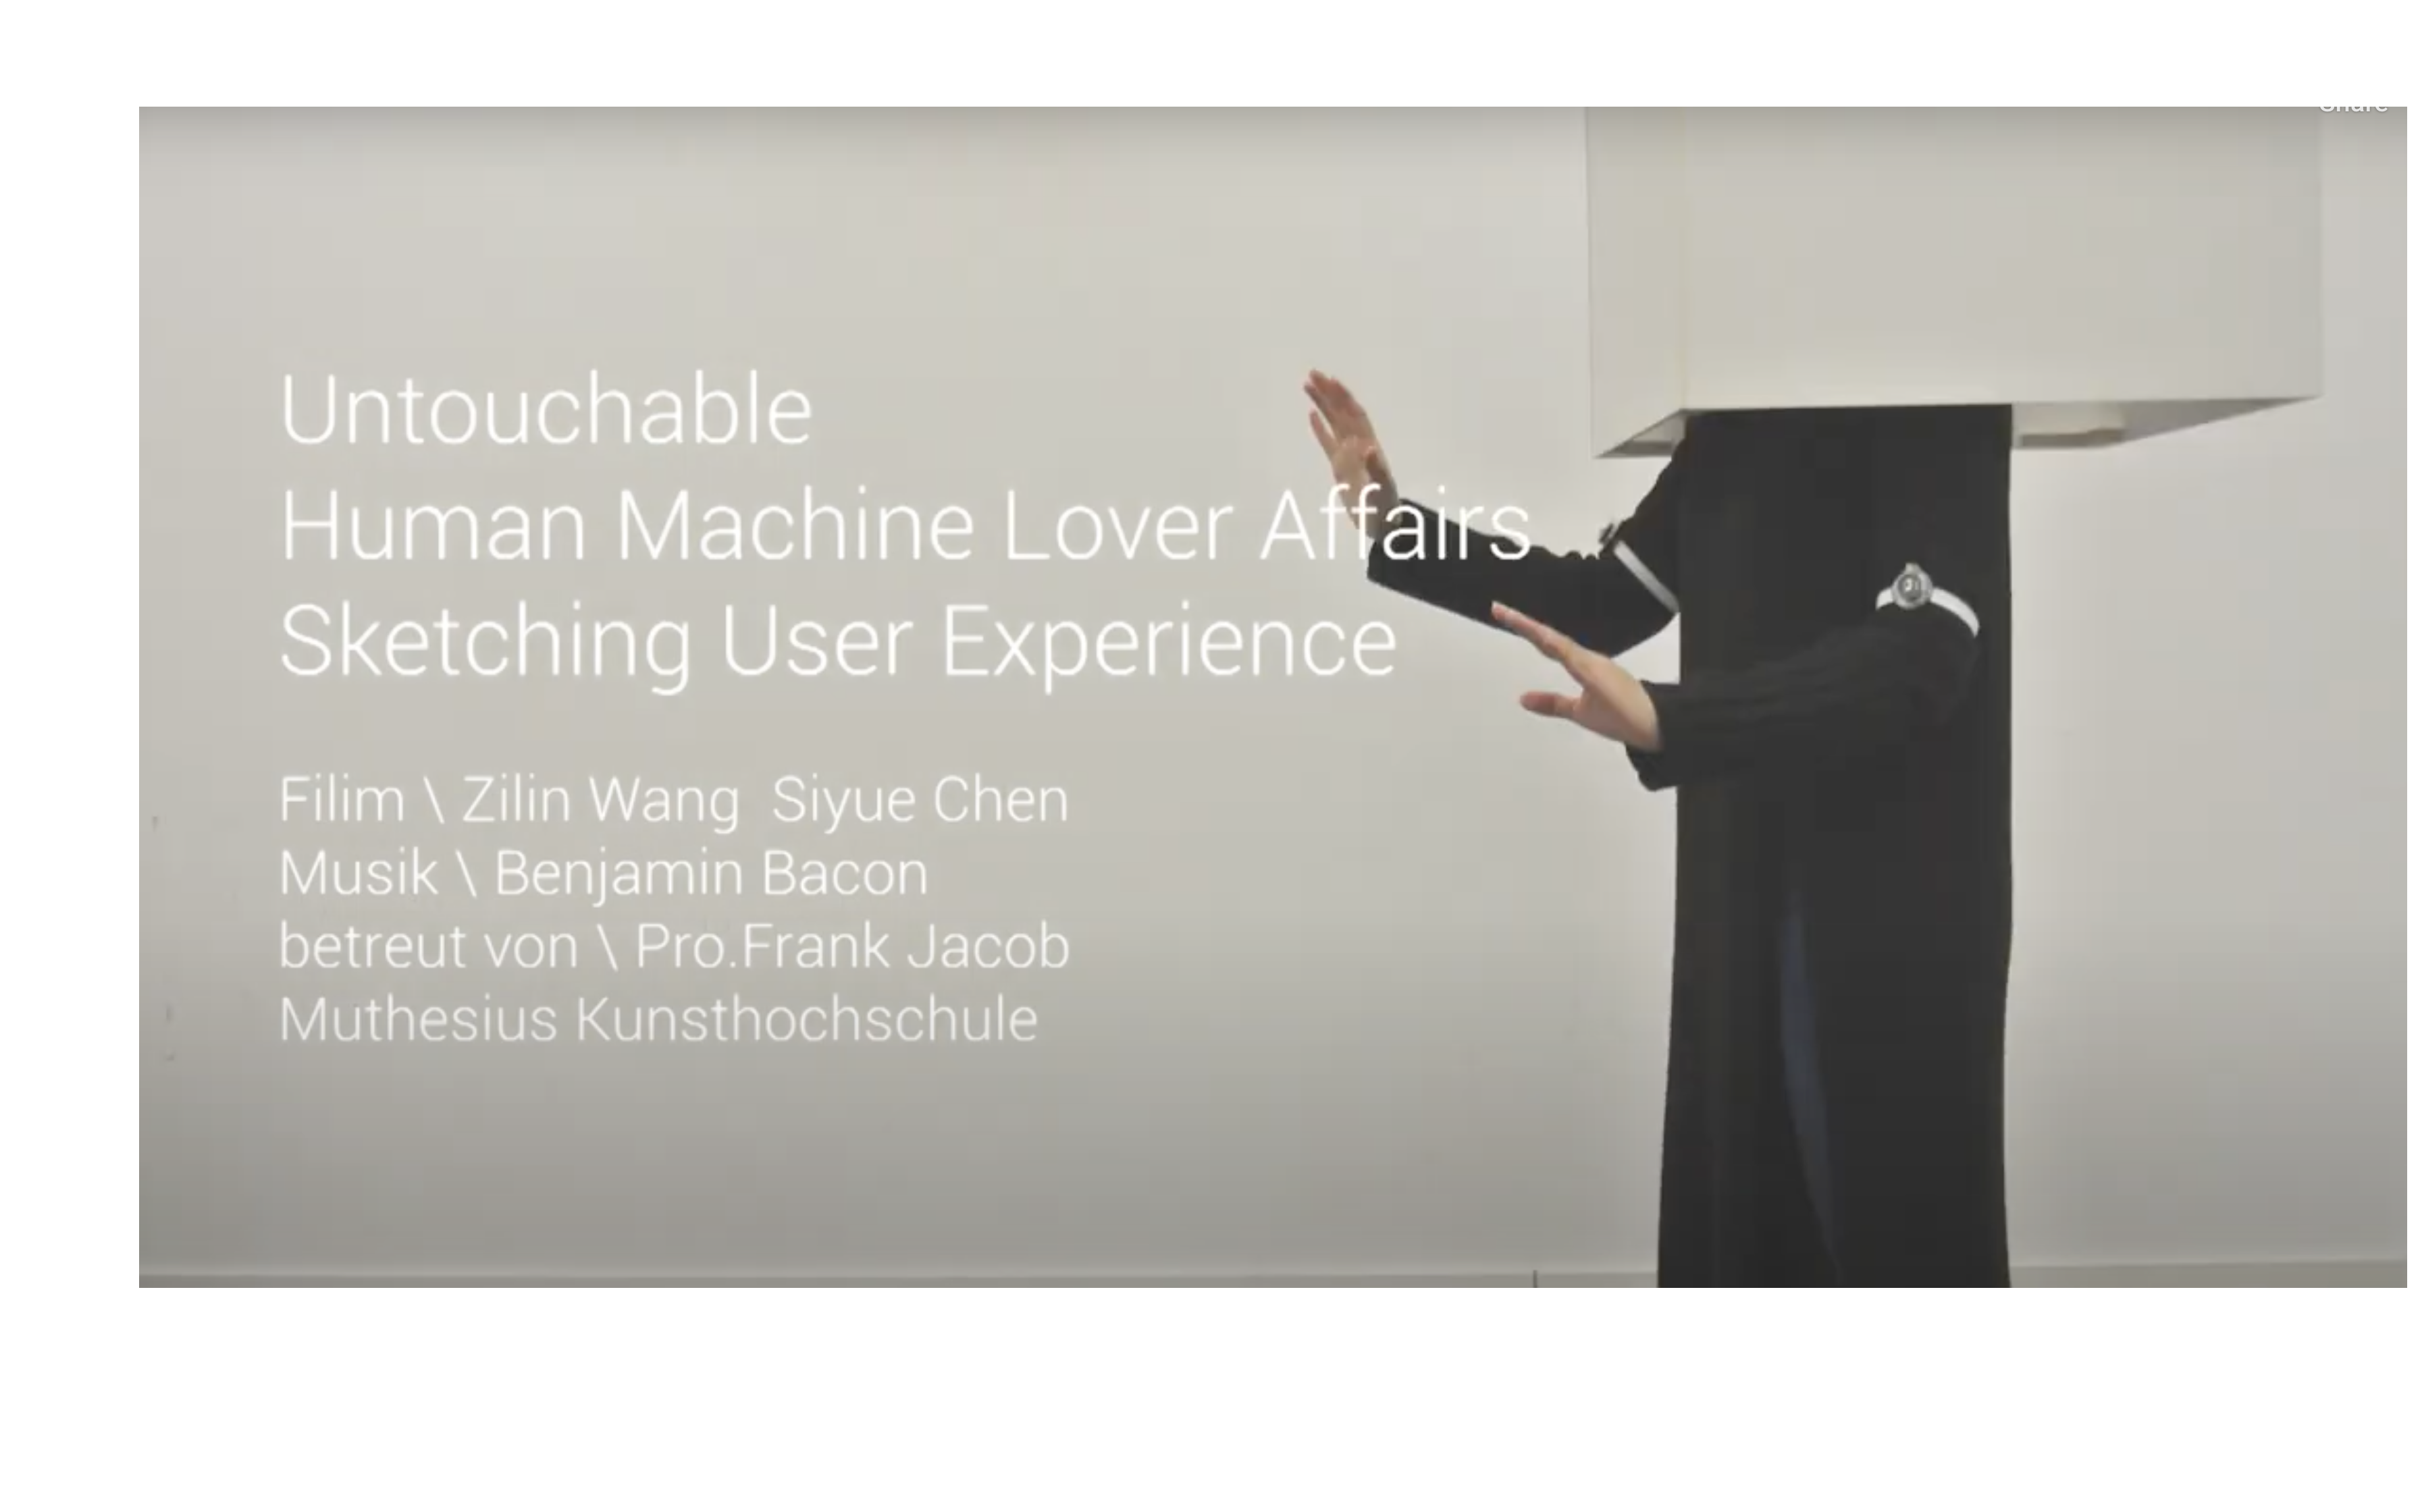 Share
Untouchable
Human Machine Lover Affairs
Sketching User Experience
Filim \ Zilin Wang  Siyue Chen
Musik \ Benjamin Bacon
betreut von \ Pro.Frank Jacob
Muthesius Kunsthochschule